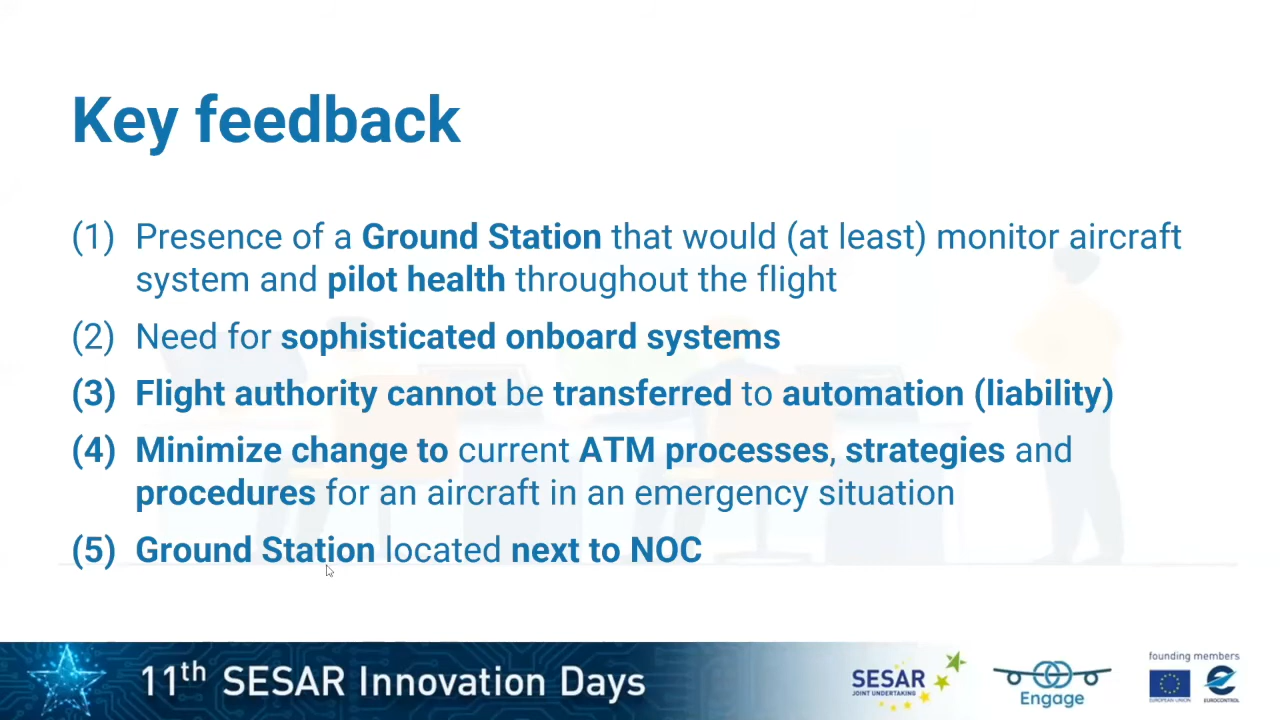 Key feedback
(1) Presence of a Ground Station that would (at least) monitor aircraft
system and pilot health throughout the flight
(2) Need for sophisticated onboard systems
(3) Flight authority cannot be transferred to automation (liability)
(4) Minimize change to current ATM processes, strategies and
procedures for an aircraft in an emergency situation
(5) Ground Station located next to NOC
11th SESAR Innovation Days
SESAR
JOINT UNDERTAKING
Engage
founding members
EUROPEAN UNION
EUROCONTROL